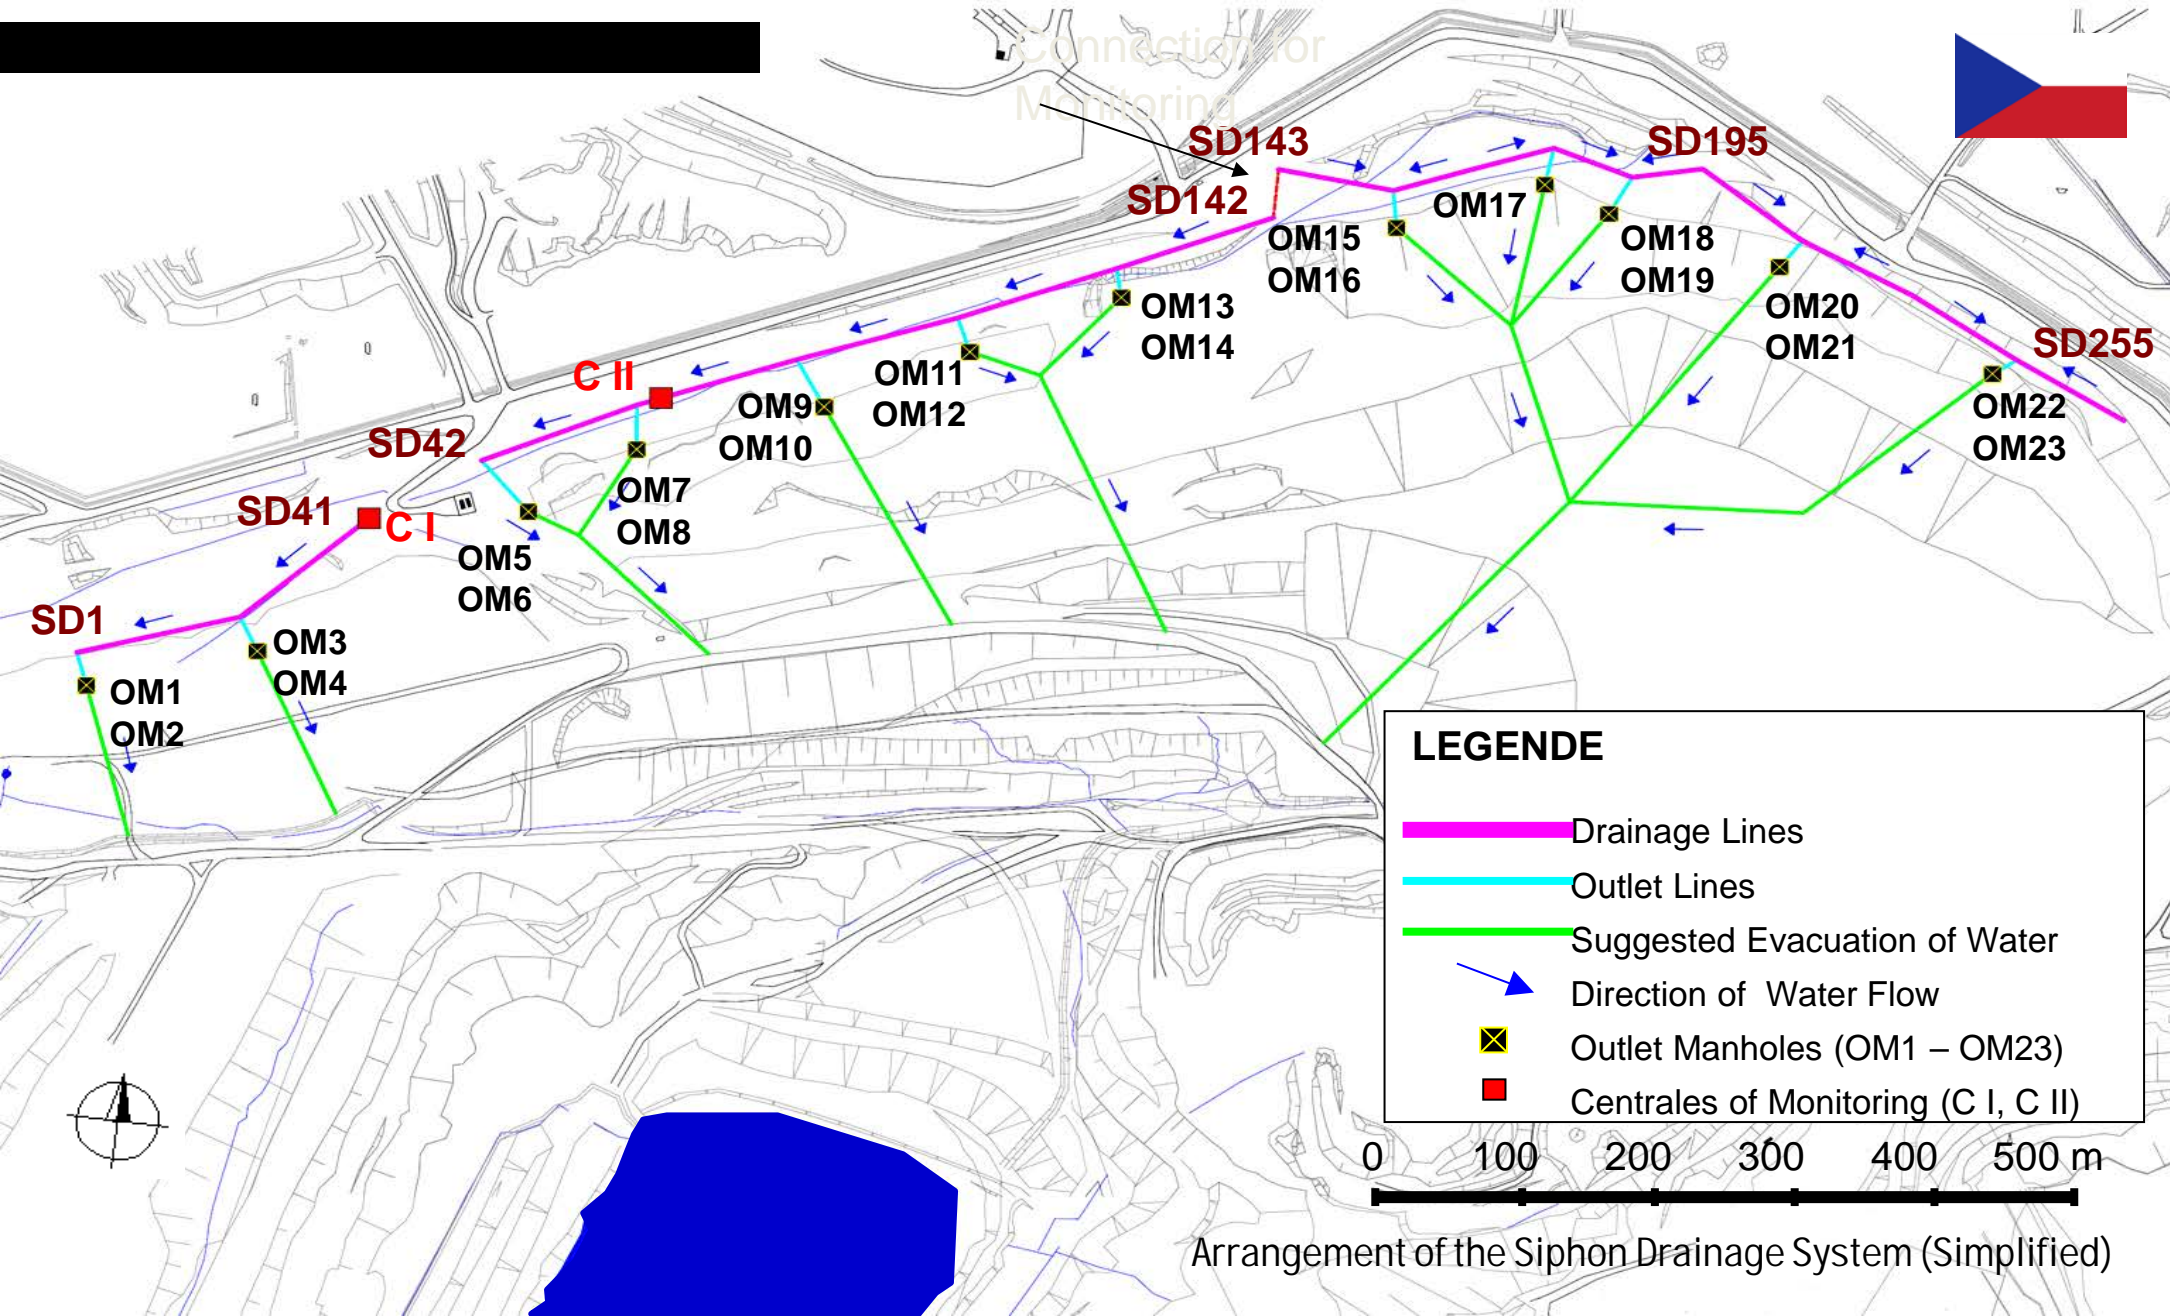 Connection for
Monitoring
SD143
SD195
SD142
OM17
OM15
OM16
OM18
OM19
OM13
OM14
OM20
OM21
SD255
C II
OM11
OM12
OM9
OM10
OM22
OM23
SD42
OM7
OM8
SD41
C I
OM5
OM6
SD1
OM3
OM4
OM1
OM2
LEGENDE
Drainage Lines
Outlet Lines
Suggested Evacuation of Water
Direction of Water Flow
Outlet Manholes (OM1 – OM23)
Centrales of Monitoring (C I, C II)
0 100 200 300 400 500 m
Arrangement of the Siphon Drainage System (Simplified)